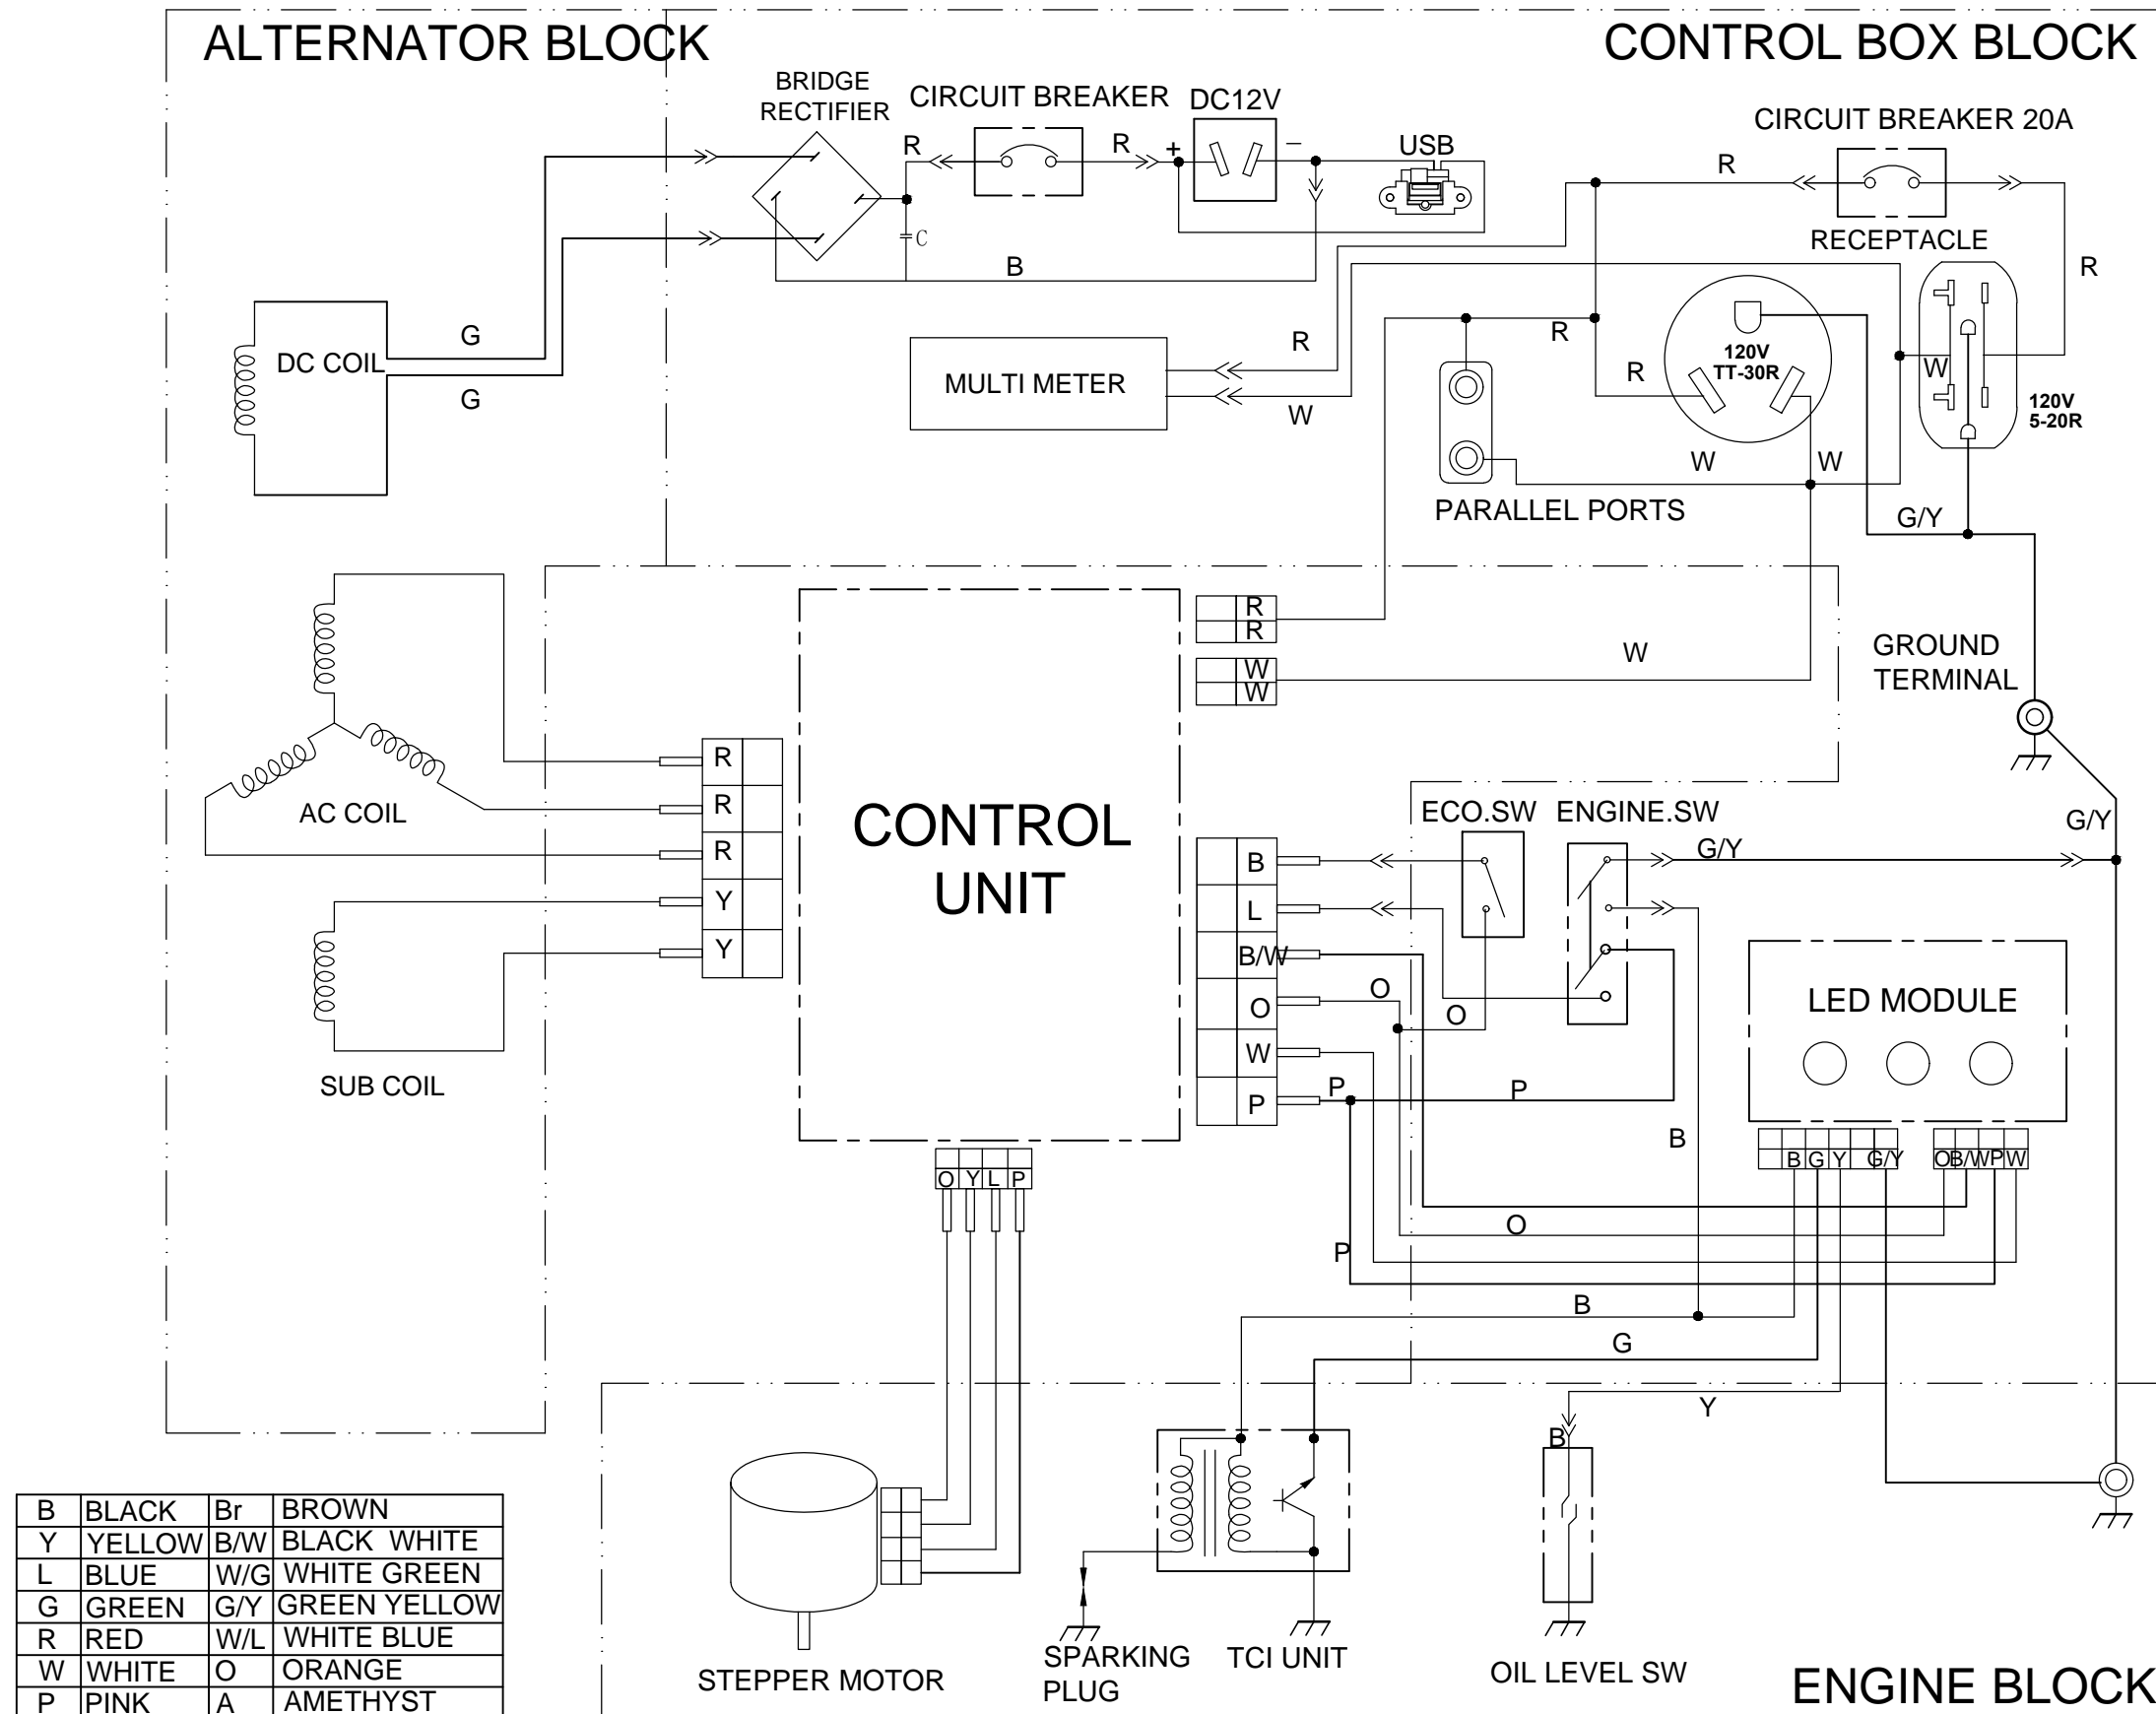 ALTERNATOR BLOCK
CONTROL BOX BLOCK
BRIDGE
RECTIFIER
CIRCUIT BREAKER
DC12V
USB
CIRCUIT BREAKER 20A
R
R
+
−
R
C
B
RECEPTACLE
R
DC COIL
G
G
MULTI METER
R
W
R
R
120V
TT-30R
W
120V
5-20R
W
W
PARALLEL PORTS
G/Y
R
R
W
W
W
GROUND
TERMINAL
AC COIL
R
R
R
Y
Y
SUB COIL
CONTROL
UNIT
ECO.SW
ENGINE.SW
G/Y
G/Y
B
L
B/W
O
W
P
O
O
P
P
B
LED MODULE
B G Y G/Y
O B/W P W
O Y L P
O
P
B
G
Y
B
B BLACK Br BROWN
Y YELLOW B/W BLACK WHITE
L BLUE W/G WHITE GREEN
G GREEN G/Y GREEN YELLOW
R RED W/L WHITE BLUE
W WHITE O ORANGE
P PINK A AMETHYST
STEPPER MOTOR
SPARKING
PLUG
TCI UNIT
OIL LEVEL SW
ENGINE BLOCK